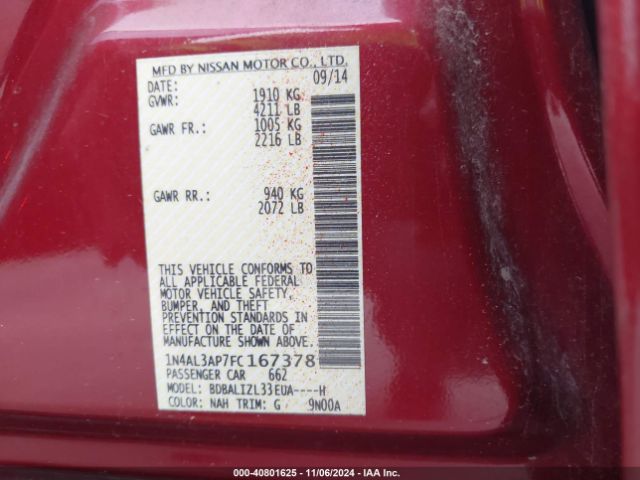 MFD BY NISSAN MOTOR CO., LTD.
DATE: 09/14
GVWR: 1910 KG
4211 LB
GAWR FR.: 1005 KG
2216 LB
GAWR RR.: 940 KG
2072 LB
THIS VEHICLE CONFORMS TO
ALL APPLICABLE FEDERAL
MOTOR VEHICLE SAFETY,
BUMPER, AND THEFT
PREVENTION STANDARDS
IN EFFECT ON THE DATE OF
MANUFACTURE SHOWN ABOVE.
1N4AL3AP7FC167378
PASSENGER CAR 662
MODEL: BDBALIZL33EUA----H
COLOR: NAH TRIM: G 9N00A
000-40801625 | 11/06/2024 | IAA Inc.